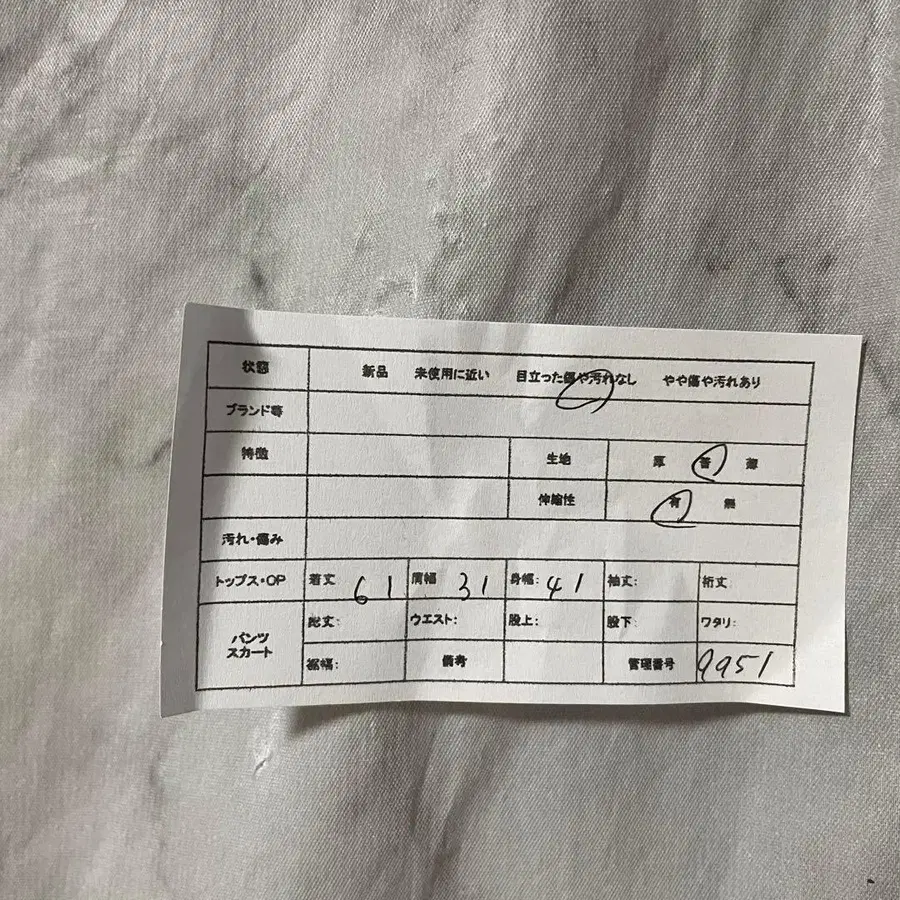 状態 新品 未使用に近い 目立った傷や汚れなし やや傷や汚れあり
ブランド等
特徴 生地 厚 普 薄
伸縮性 有 無
汚れ・傷み
トップス・OP 着丈 61 肩幅 31 身幅: 41 袖丈: 裄丈:
パンツ スカート 総丈: ウエスト: 股上: 股下: ワタリ:
裾幅: 備考 管理番号 9951